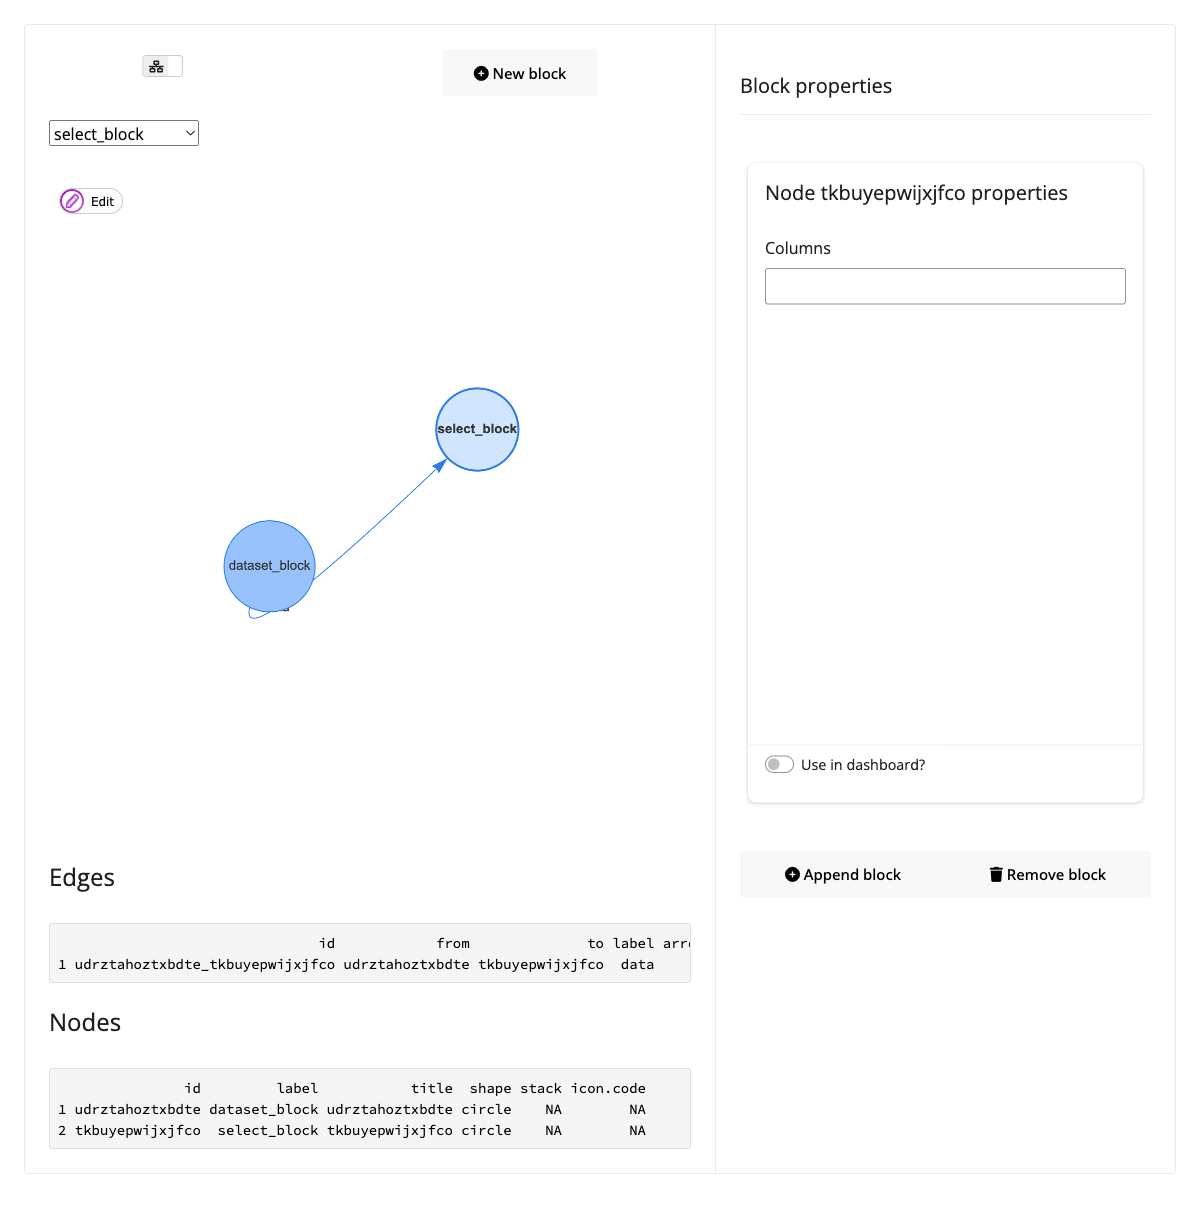 New block
select_block
Edit
select_block
dataset_block
Edges
id from to label
1 udrztahoztxbdte_tkbuyepwijxjfco udrztahoztxbdte tkbuyepwijxjfco data
Nodes
id label title shape stack icon.code
1 udrztahoztxbdte dataset_block udrztahoztxbdte circle NA NA
2 tkbuyepwijxjfco select_block tkbuyepwijxjfco circle NA NA
Block properties
Node tkbuyepwijxjfco properties
Columns
Use in dashboard?
Append block
Remove block